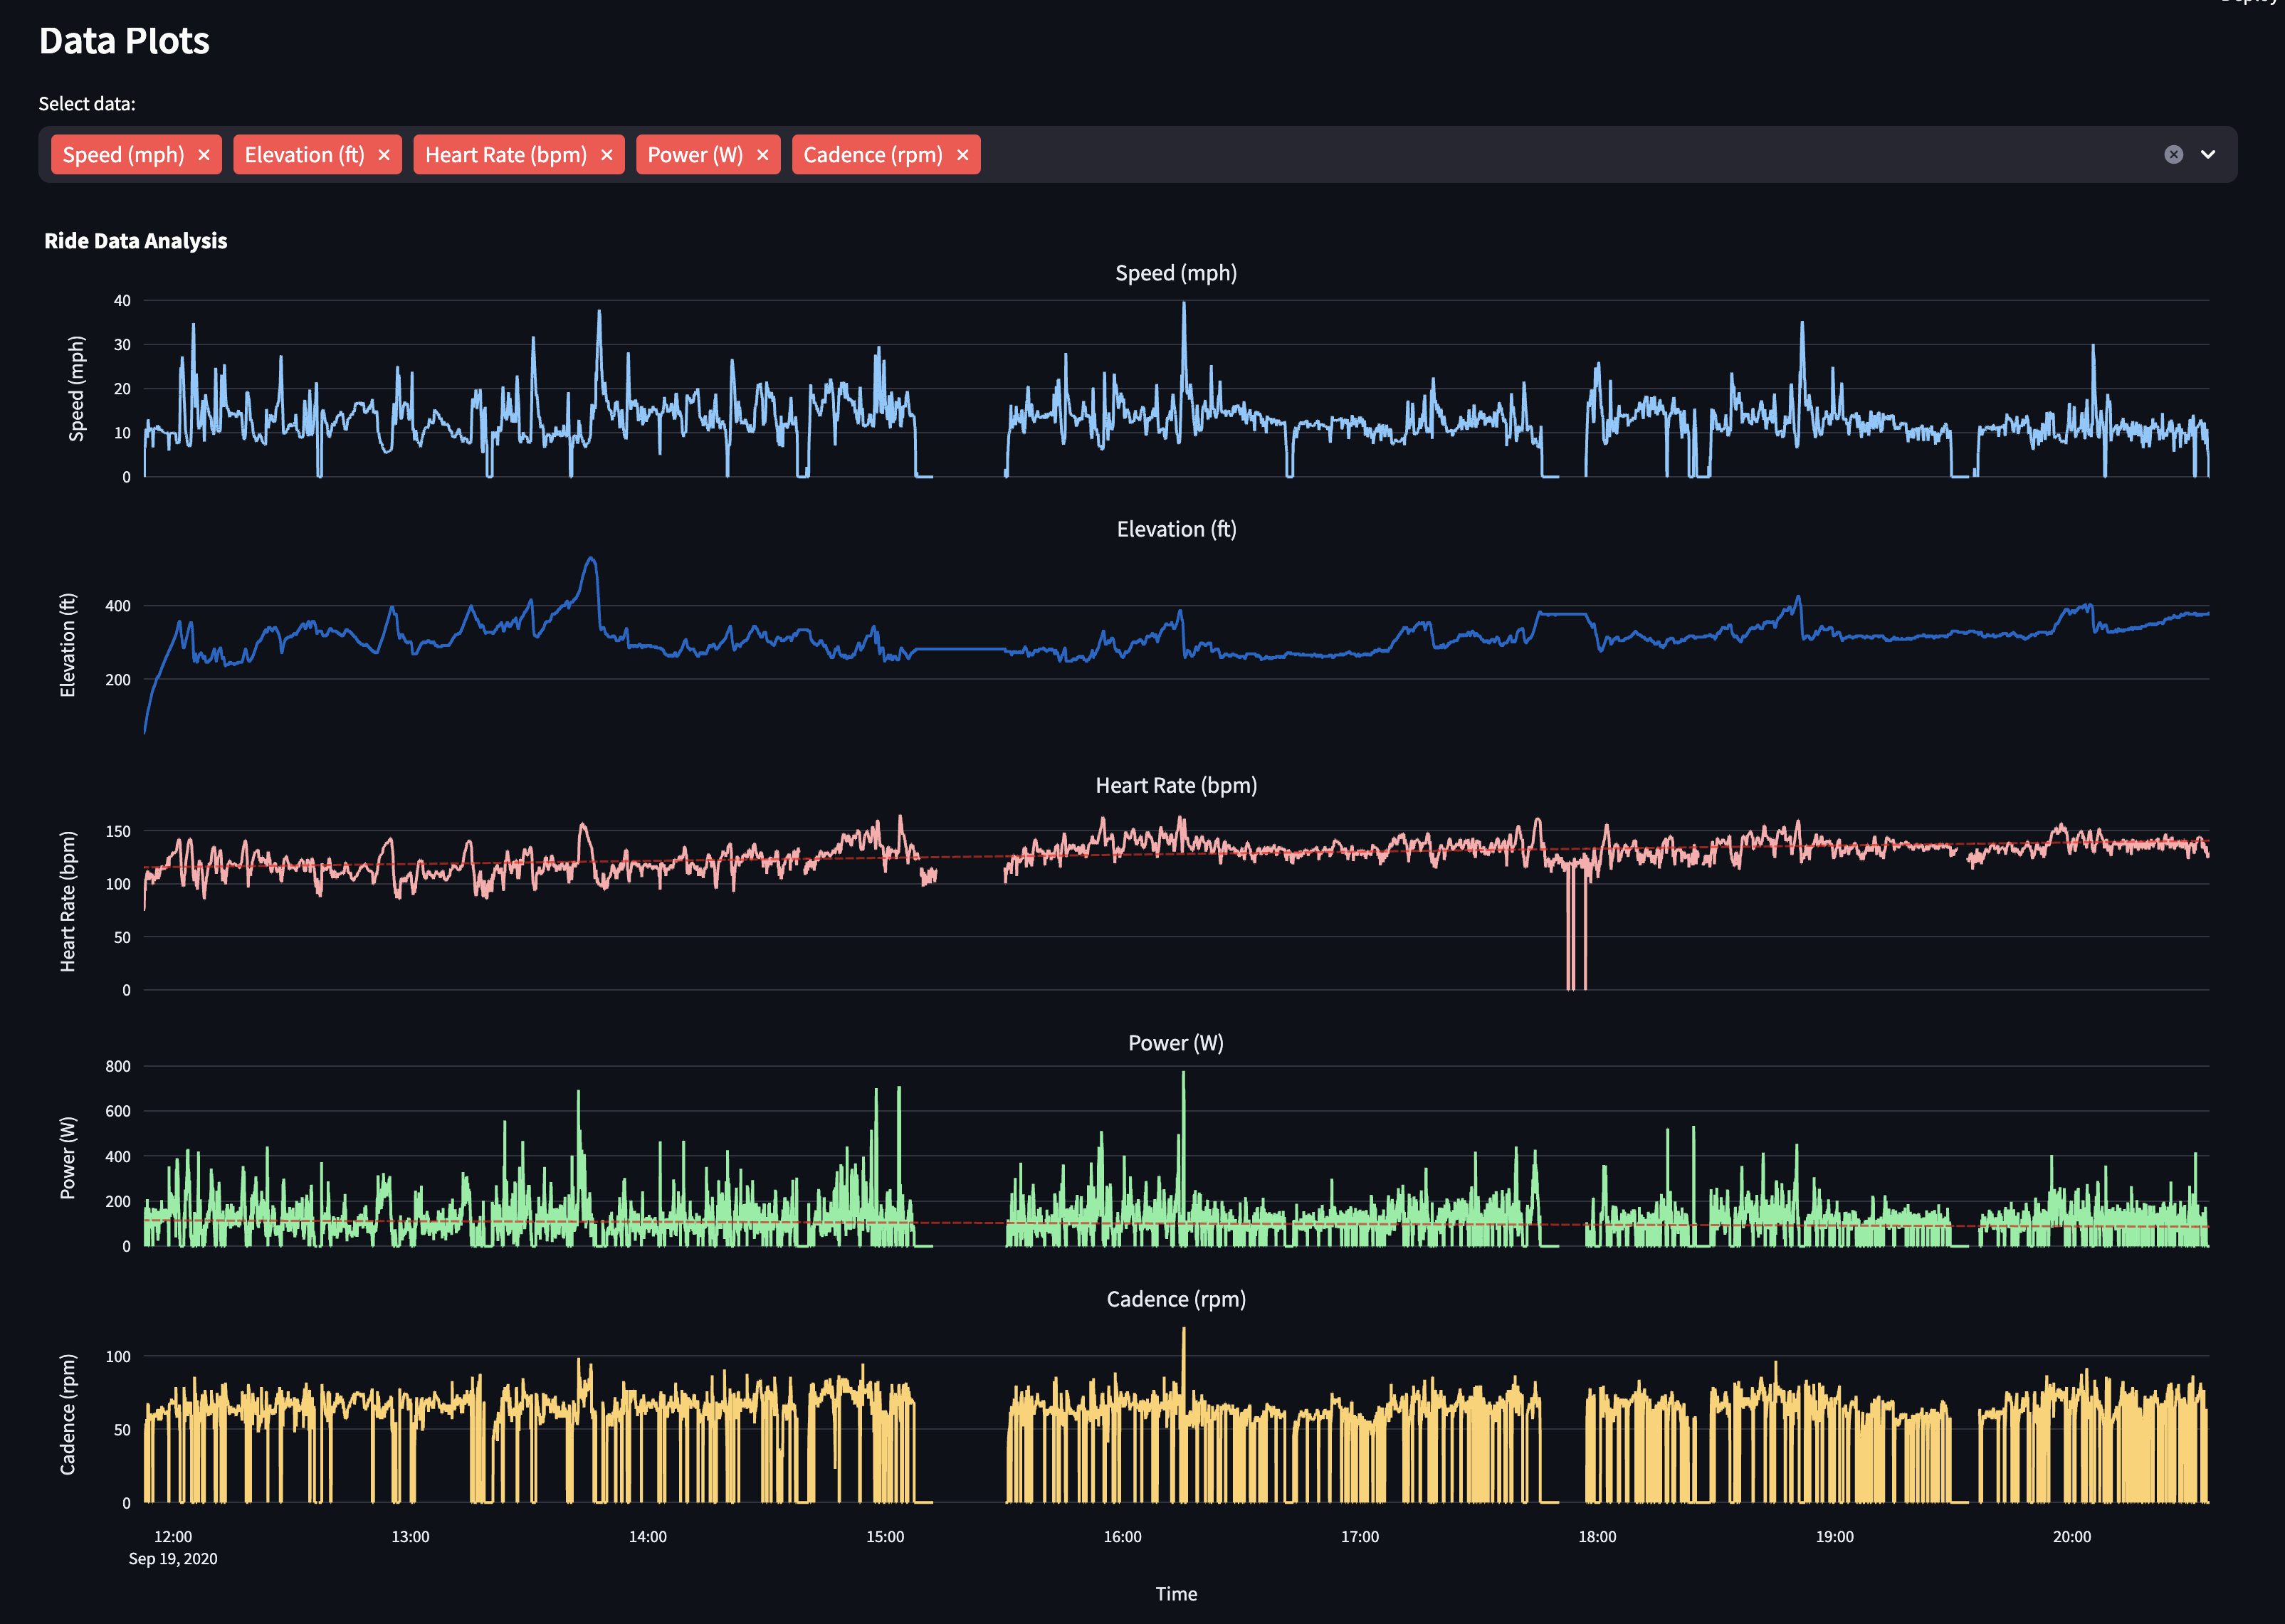 Data Plots
Select data:
Speed (mph) × Elevation (ft) × Heart Rate (bpm) × Power (W) × Cadence (rpm) ×
Ride Data Analysis
Speed (mph)
Speed (mph)
40
30
20
10
0
Elevation (ft)
Elevation (ft)
400
200
Heart Rate (bpm)
Heart Rate (bpm)
150
100
50
0
Power (W)
Power (W)
800
600
400
200
0
Cadence (rpm)
Cadence (rpm)
100
50
0
12:00 13:00 14:00 15:00 16:00 17:00 18:00 19:00 20:00
Sep 19, 2020
Time